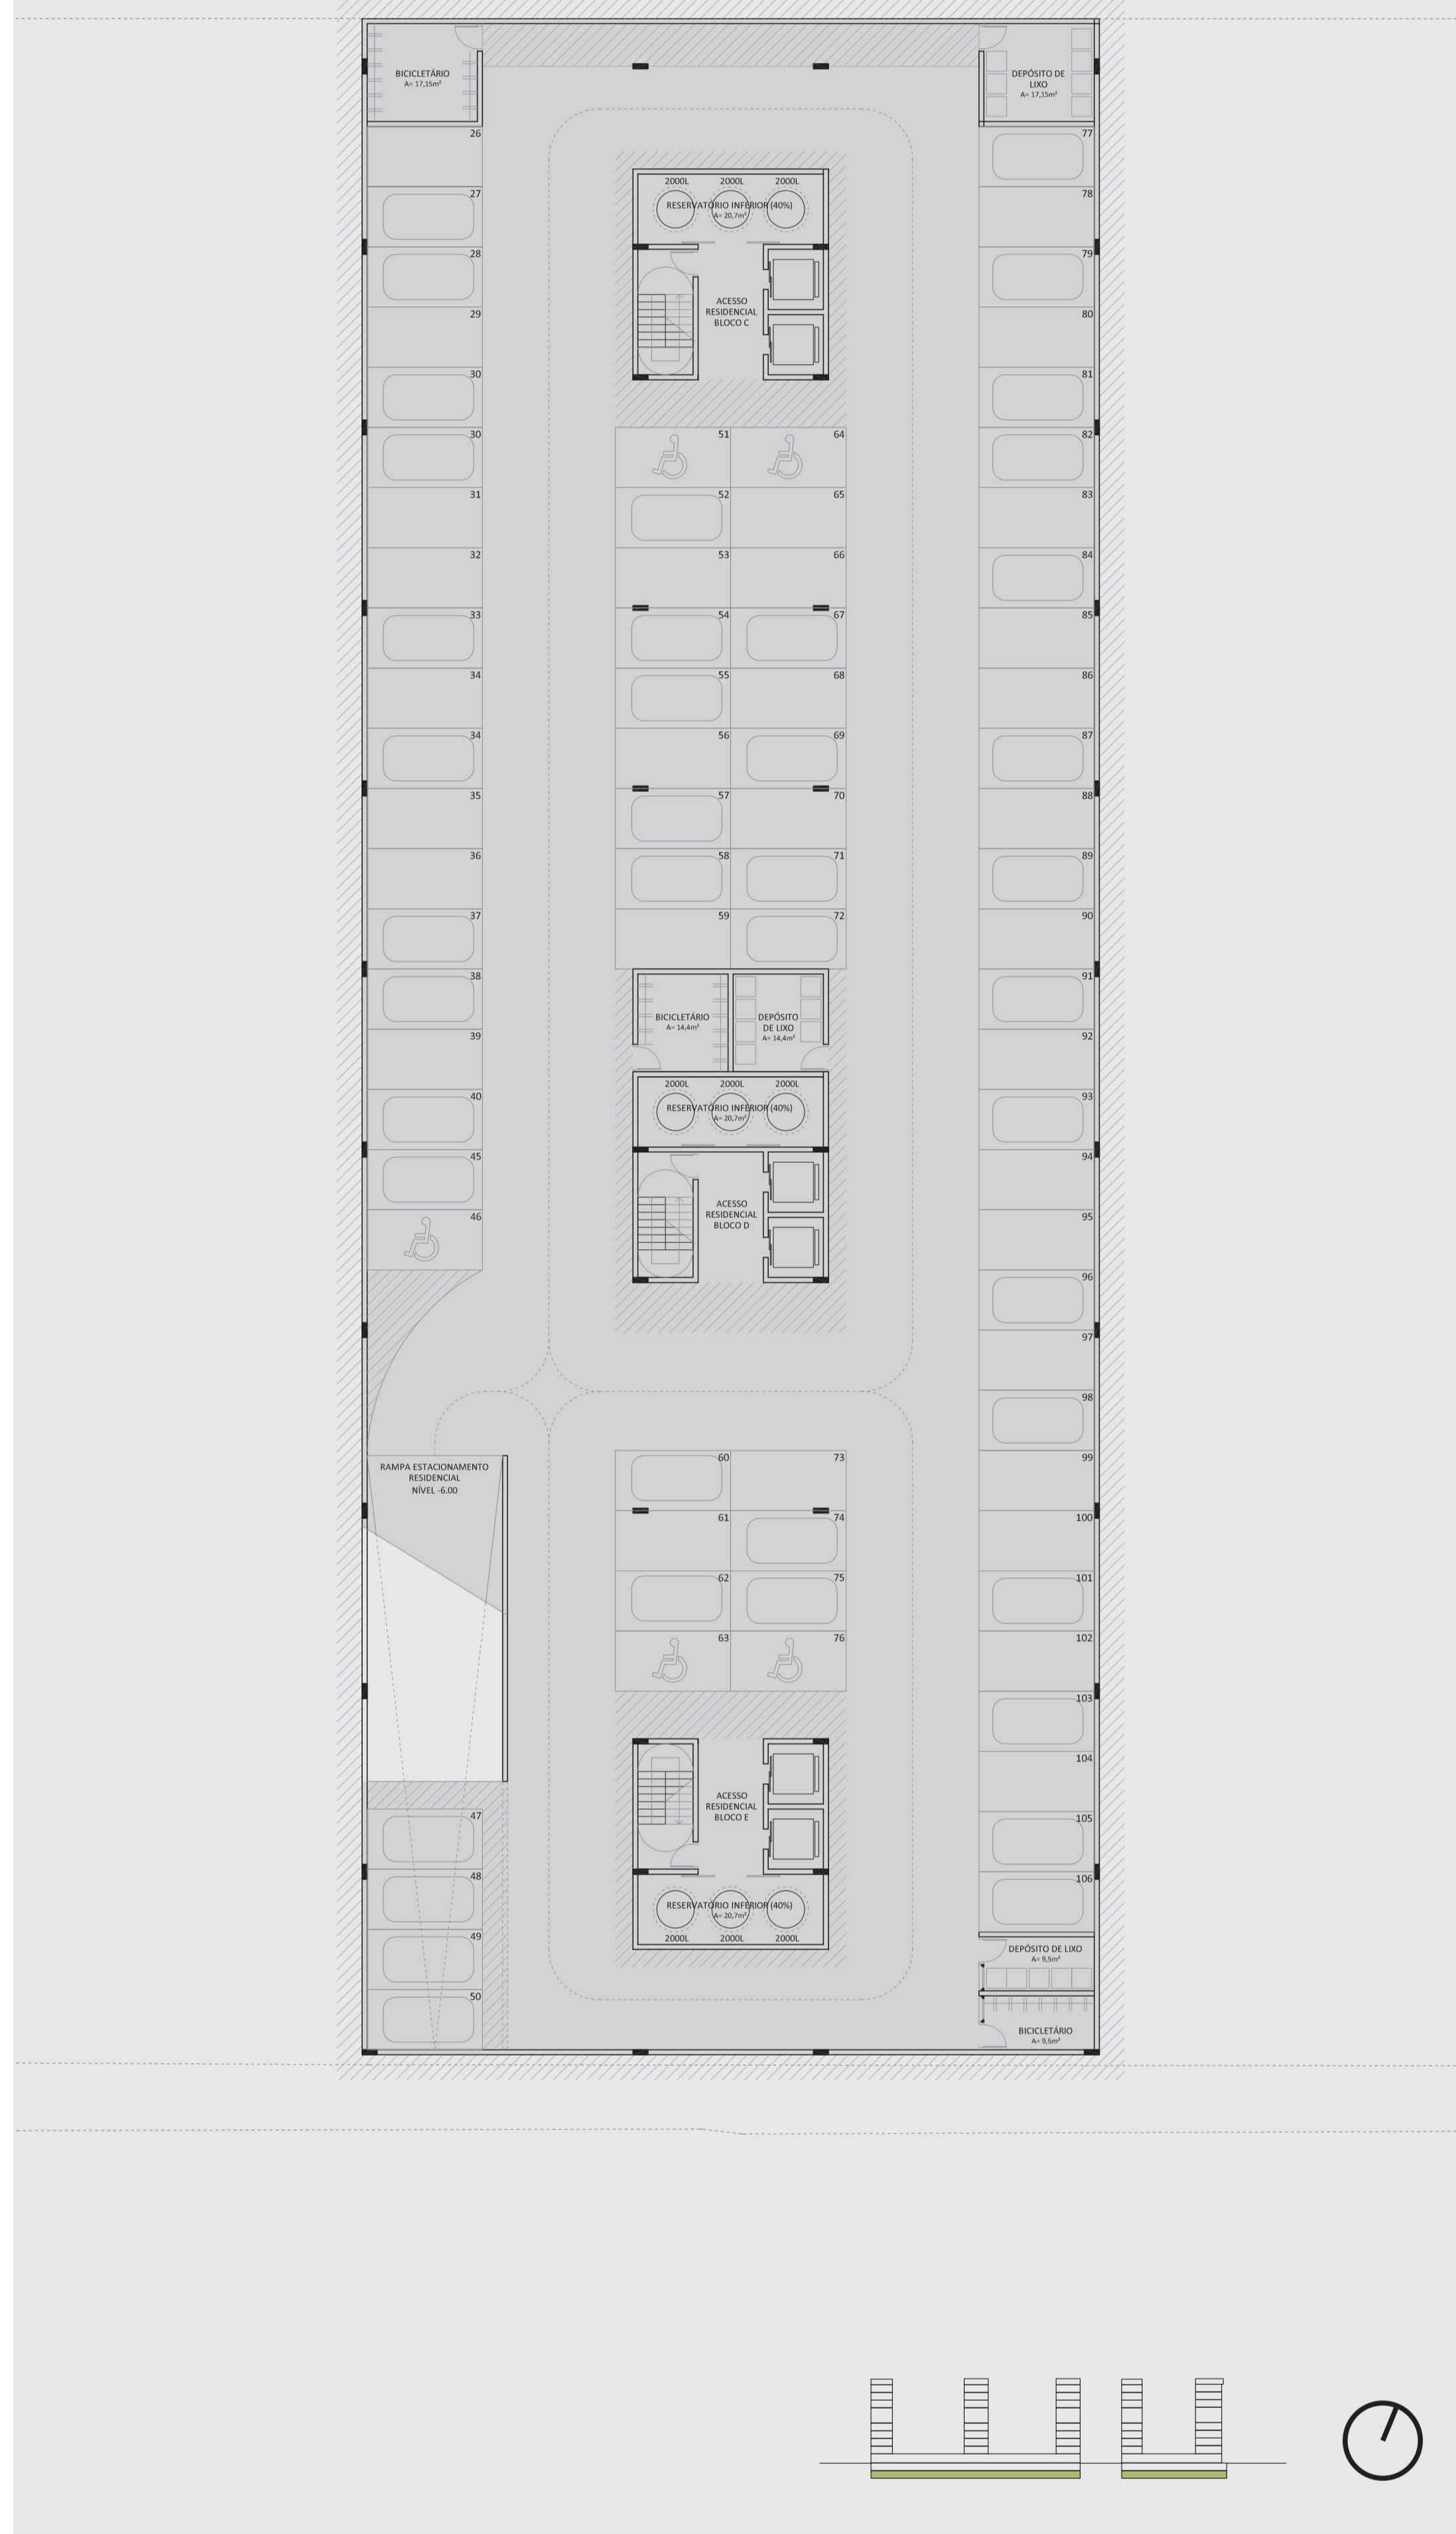 BICICLETÁRIO
A= 17,15m²
DEPÓSITO DE
LIXO
A= 17,15m²
26
27
28
29
30
30
31
32
33
34
34
35
36
37
38
39
40
45
46
RAMPA ESTACIONAMENTO
RESIDENCIAL
NÍVEL -6.00
47
48
49
50
2000L 2000L 2000L
RESERVATÓRIO INFERIOR (40%)
A= 20,7m²
ACESSO
RESIDENCIAL
BLOCO C
51 64
52 65
53 66
54 67
55 68
56 69
57 70
58 71
59 72
BICICLETÁRIO
A= 14,4m²
DEPÓSITO
DE LIXO
A= 14,4m²
2000L 2000L 2000L
RESERVATÓRIO INFERIOR (40%)
A= 20,7m²
ACESSO
RESIDENCIAL
BLOCO D
60 73
61 74
62 75
63 76
ACESSO
RESIDENCIAL
BLOCO E
RESERVATÓRIO INFERIOR (40%)
A= 20,7m²
2000L 2000L 2000L
77
78
79
80
81
82
83
84
85
86
87
88
89
90
91
92
93
94
95
96
97
98
99
100
101
102
103
104
105
106
DEPÓSITO DE LIXO
A= 9,5m²
BICICLETÁRIO
A= 9,5m²